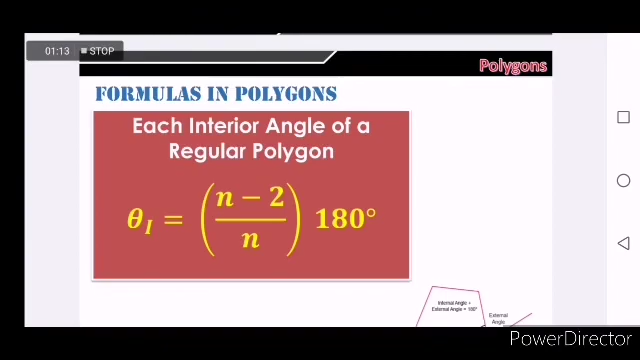 01:13 ■ STOP
Polygons
FORMULAS IN POLYGONS
Each Interior Angle of a
Regular Polygon
θ_I = ((n − 2)/n) 180°
Internal Angle +
External Angle = 180°
External
Angle
PowerDirector